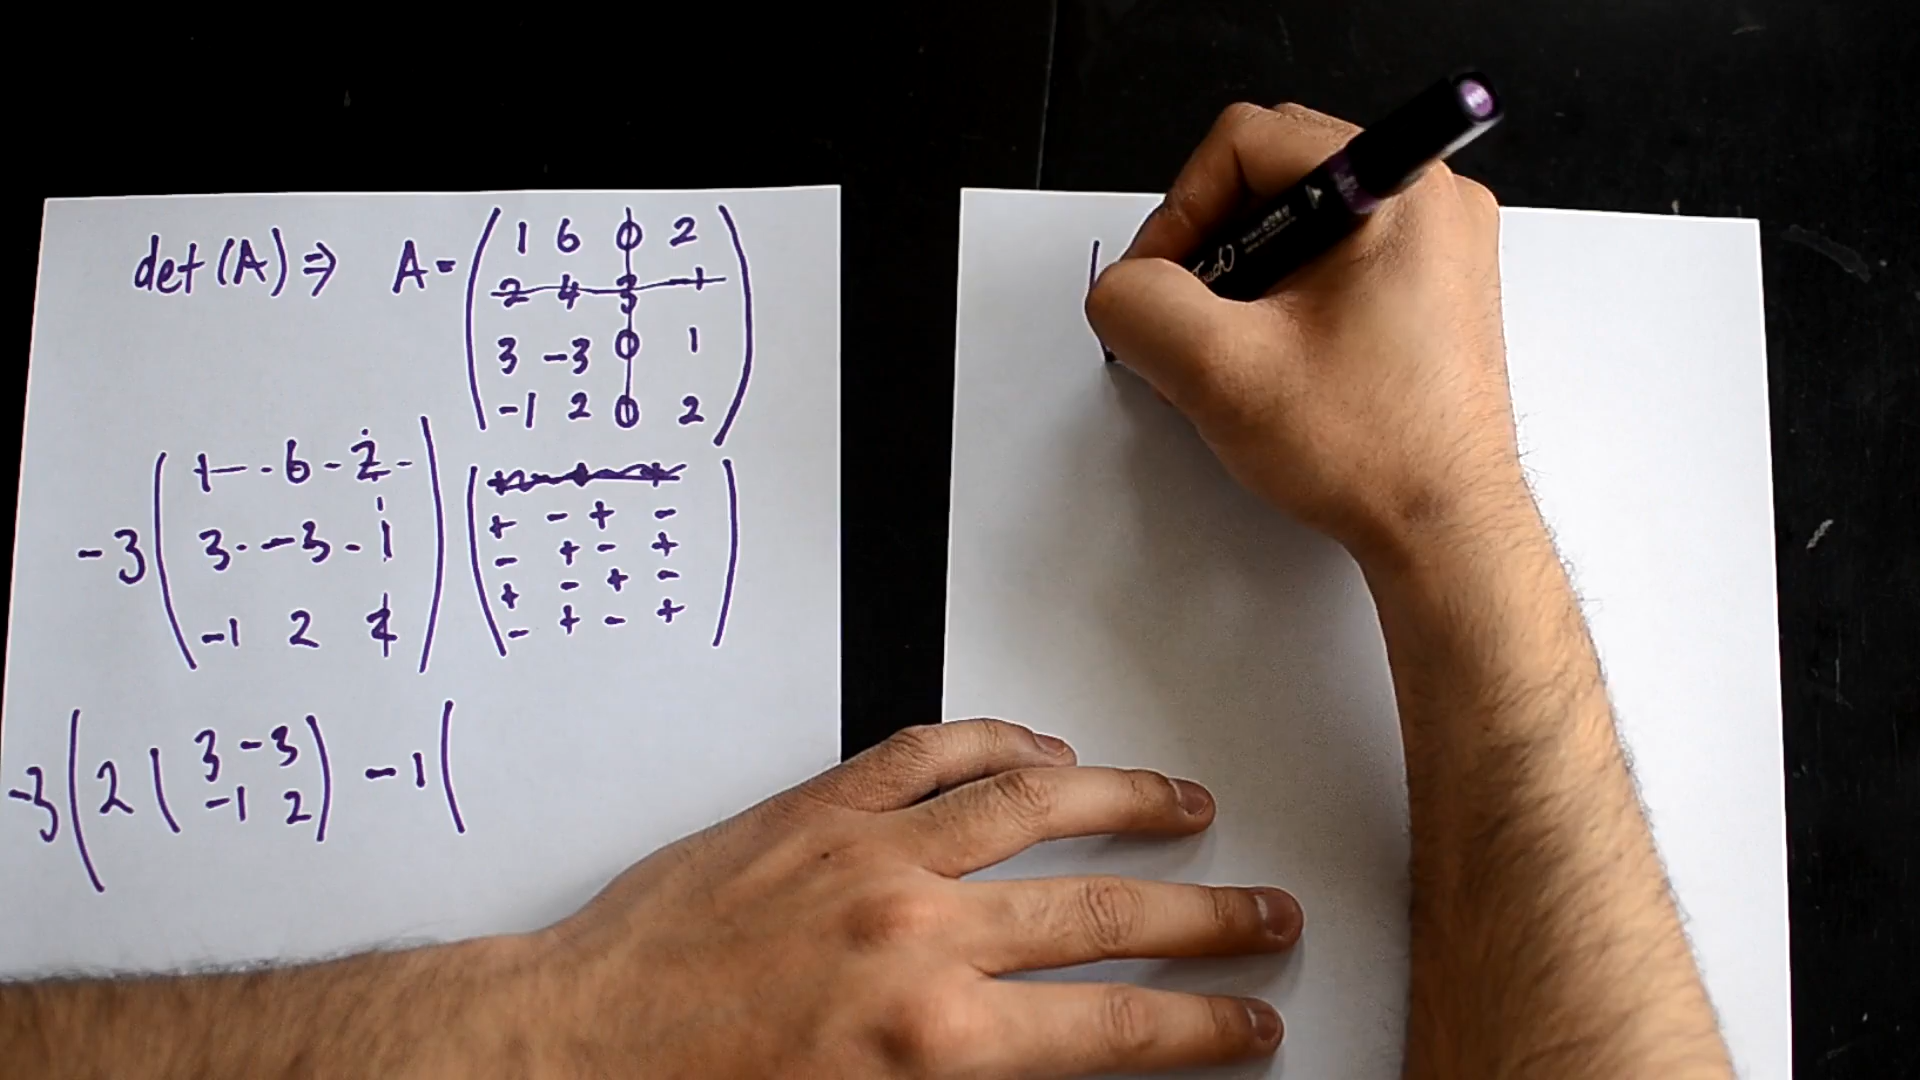 det(A) ⇒ A = ( 1 6 0 2
2 4 3 -1
3 -3 0 1
-1 2 0 2 )
-3 ( 1 6 2
3 -3 1
-1 2 2 )
( + - + -
- + - +
+ - + -
- + - + )
-3 ( 2 ( 3 -3
-1 2 ) -1 (
Touch